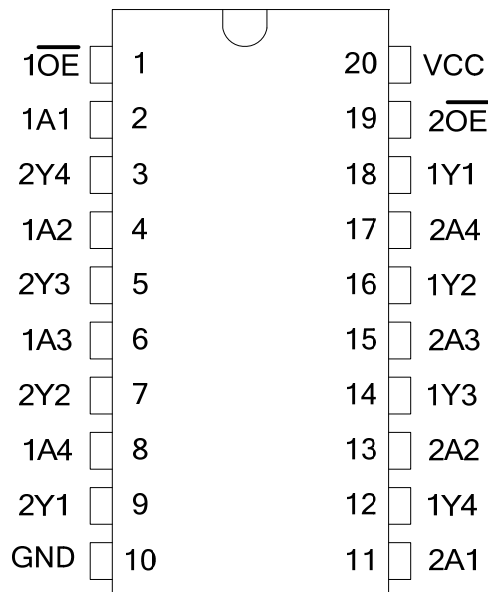 1O̅E̅ 1 20 VCC
1A1 2 19 2O̅E̅
2Y4 3 18 1Y1
1A2 4 17 2A4
2Y3 5 16 1Y2
1A3 6 15 2A3
2Y2 7 14 1Y3
1A4 8 13 2A2
2Y1 9 12 1Y4
GND 10 11 2A1